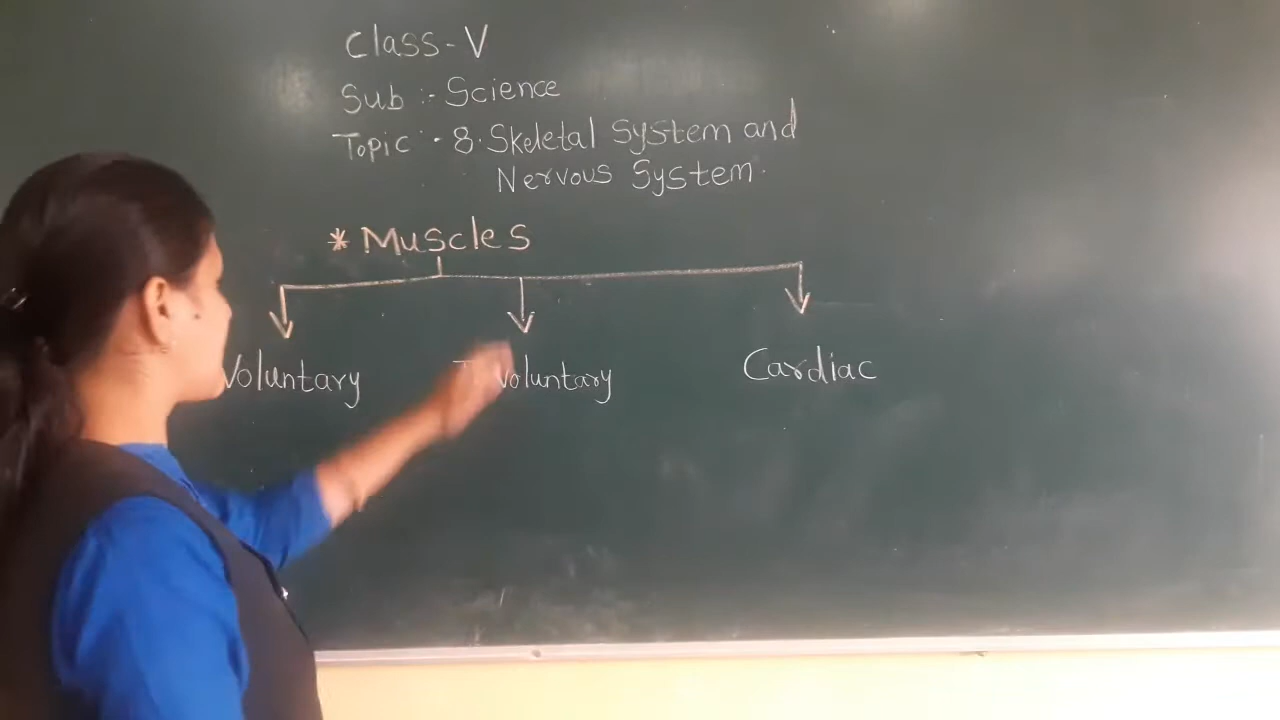 Class-V
Sub :- Science
Topic :- 8. Skeletal System and
Nervous System.
* Muscles
Voluntary Involuntary Cardiac